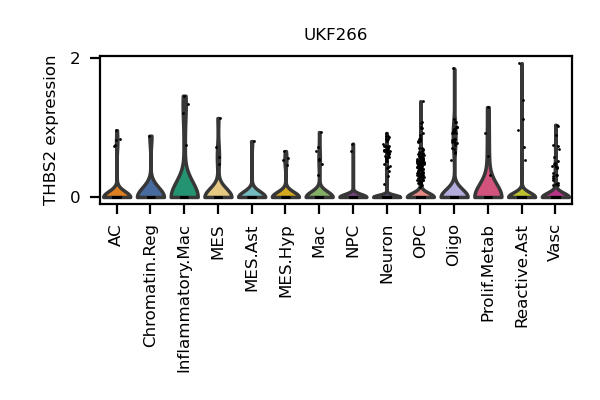 UKF266
THBS2 expression
2
0
AC
Chromatin.Reg
Inflammatory.Mac
MES
MES.Ast
MES.Hyp
Mac
NPC
Neuron
OPC
Oligo
Prolif.Metab
Reactive.Ast
Vasc